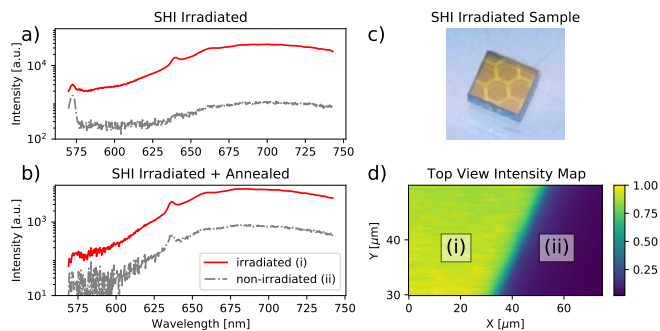 a)
SHI Irradiated
Intensity [a.u.]
10^4
10^2
575 600 625 650 675 700 725 750
b)
SHI Irradiated + Annealed
Intensity [a.u.]
10^3
10^1
irradiated (i)
non-irradiated (ii)
575 600 625 650 675 700 725 750
Wavelength [nm]
c)
SHI Irradiated Sample
d)
Top View Intensity Map
Y [μm]
40
30
(i)
(ii)
0 20 40 60
X [μm]
1.00
0.75
0.50
0.25